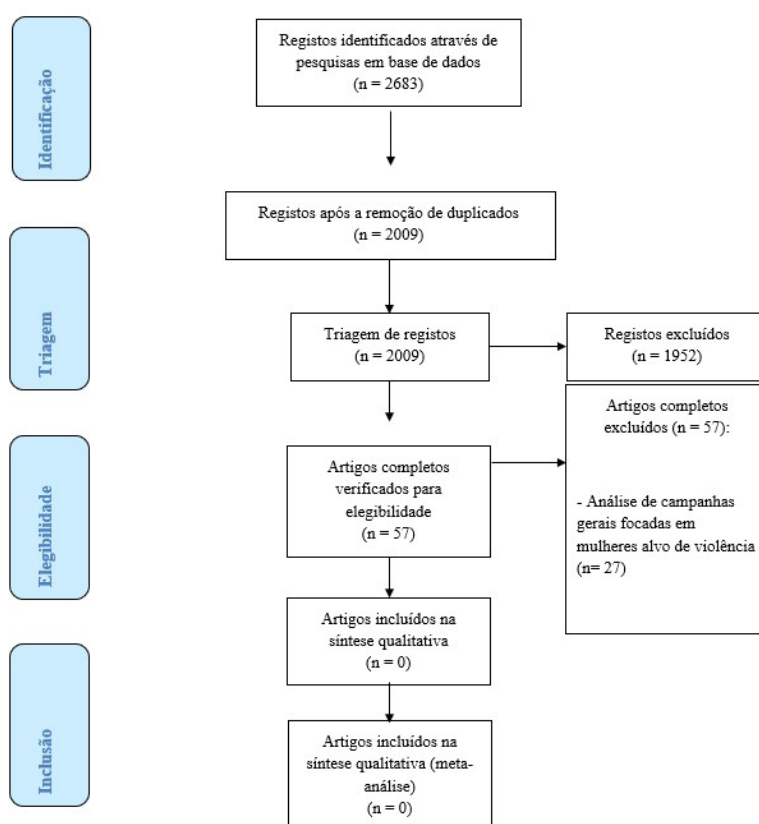 Identificação
Registos identificados através de
pesquisas em base de dados
(n = 2683)
Registos após a remoção de duplicados
(n = 2009)
Triagem
Triagem de registos
(n = 2009)
Registos excluídos
(n = 1952)
Elegibilidade
Artigos completos
verificados para
elegibilidade
(n = 57)
Artigos completos
excluídos (n = 57):
- Análise de campanhas
gerais focadas em
mulheres alvo de violência
(n= 27)
Artigos incluídos na
síntese qualitativa
(n = 0)
Inclusão
Artigos incluídos na
síntese qualitativa (meta-
análise)
(n = 0)